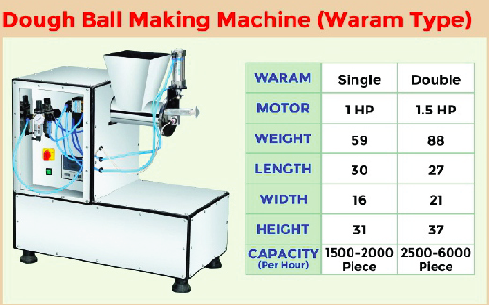 Dough Ball Making Machine (Waram Type)
WARAM Single Double
MOTOR 1 HP 1.5 HP
WEIGHT 59 88
LENGTH 30 27
WIDTH 16 21
HEIGHT 31 37
CAPACITY (Per Hour) 1500-2000 Piece 2500-6000 Piece